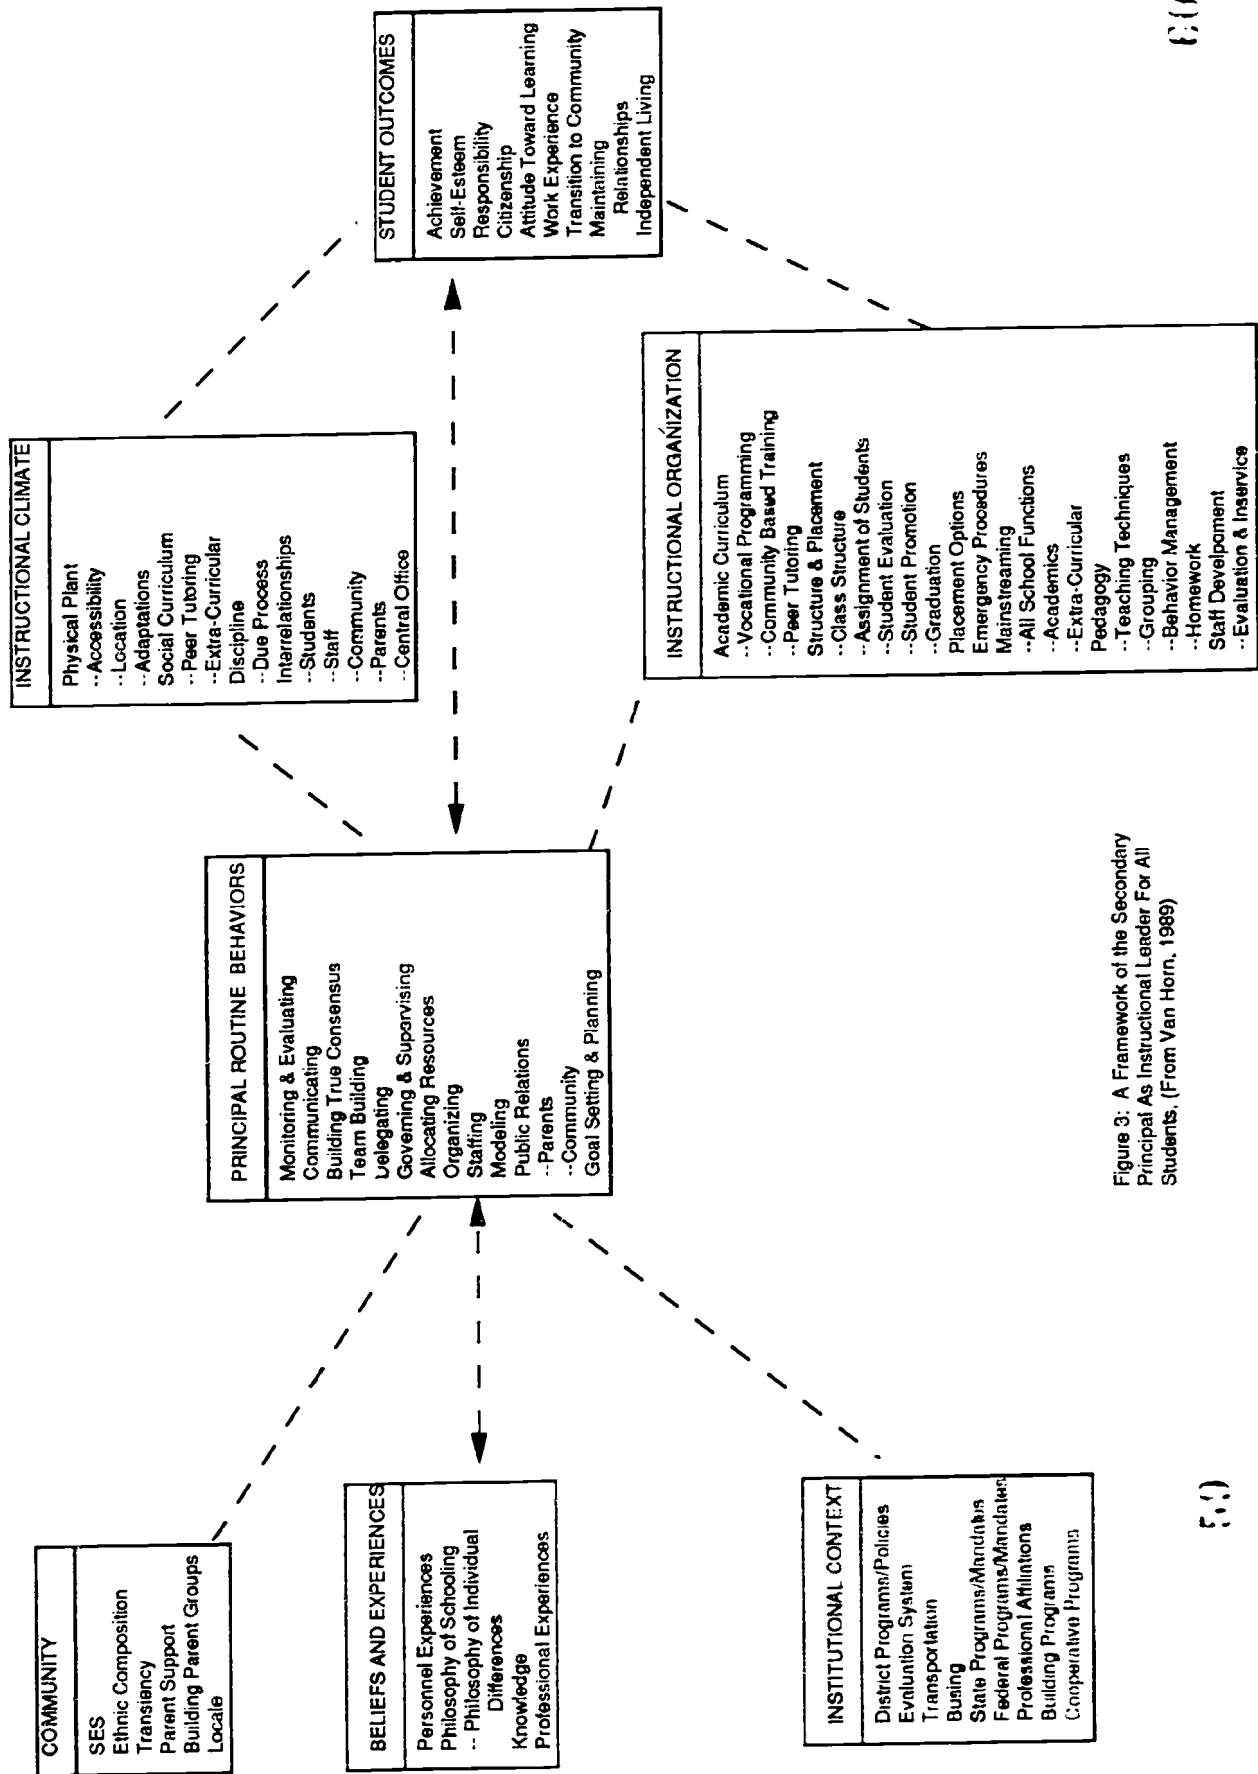 COMMUNITY
SES
Ethnic Composition
Transiency
Parent Support
Building Parent Groups
Locale
BELIEFS AND EXPERIENCES
Personnel Experiences
Philosophy of Schooling
-- Philosophy of Individual
Differences
Knowledge
Professional Experiences
INSTITUTIONAL CONTEXT
District Programs/Policies
Evaluation System
Transportation
Busing
State Programs/Mandates
Federal Programs/Mandates
Professional Affiliations
Building Programs
Cooperative Programs
PRINCIPAL ROUTINE BEHAVIORS
Monitoring & Evaluating
Communicating
Building True Consensus
Team Building
Delegating
Governing & Supervising
Allocating Resources
Organizing
Staffing
Modeling
Public Relations
--Parents
--Community
Goal Setting & Planning
INSTRUCTIONAL CLIMATE
Physical Plant
--Accessibility
--Location
--Adaptations
Social Curriculum
--Peer Tutoring
--Extra-Curricular
Discipline
--Due Process
Interrelationships
--Students
--Staff
--Community
--Parents
--Central Office
INSTRUCTIONAL ORGANIZATION
Academic Curriculum
--Vocational Programming
--Community Based Training
--Peer Tutoring
Structure & Placement
--Class Structure
--Assignment of Students
--Student Evaluation
--Student Promotion
--Graduation
Placement Options
Emergency Procedures
Mainstreaming
--All School Functions
--Academics
--Extra-Curricular
Pedagogy
--Teaching Techniques
--Grouping
--Behavior Management
--Homework
Staff Develpoment
--Evaluation & Inservice
STUDENT OUTCOMES
Achievement
Self-Esteem
Responsibility
Citizenship
Attitude Toward Learning
Work Experience
Transition to Community
Maintaining
Relationships
Independent Living
Figure 3: A Framework of the Secondary
Principal As Instructional Leader For All
Students, (From Van Horn, 1989)